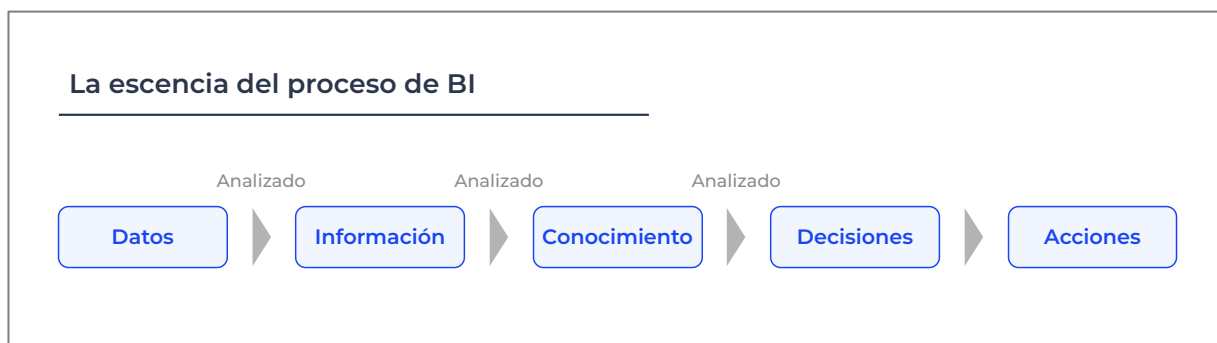 La escencia del proceso de BI
Analizado Analizado Analizado
Datos Información Conocimiento Decisiones Acciones